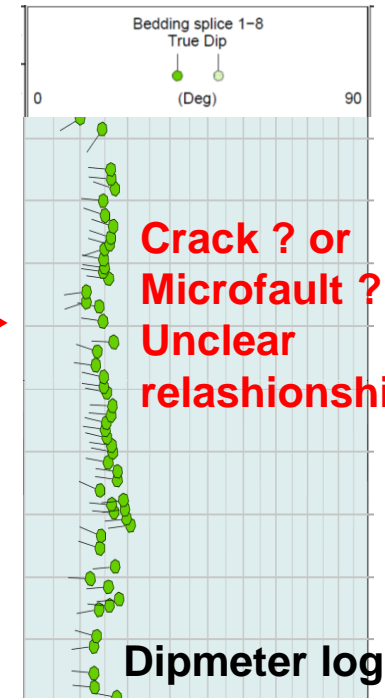 Bedding splice 1−8
True Dip
0 (Deg) 90
Crack ? or
Microfault ?
Unclear
relashionshi
Dipmeter log